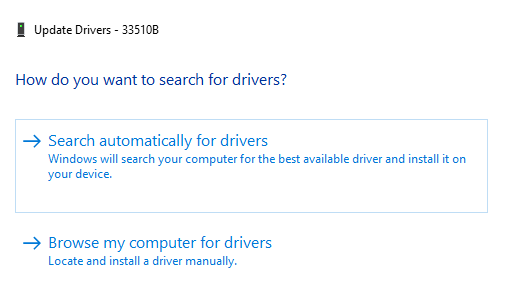 Update Drivers - 33510B
How do you want to search for drivers?
Search automatically for drivers
Windows will search your computer for the best available driver and install it on
your device.
Browse my computer for drivers
Locate and install a driver manually.